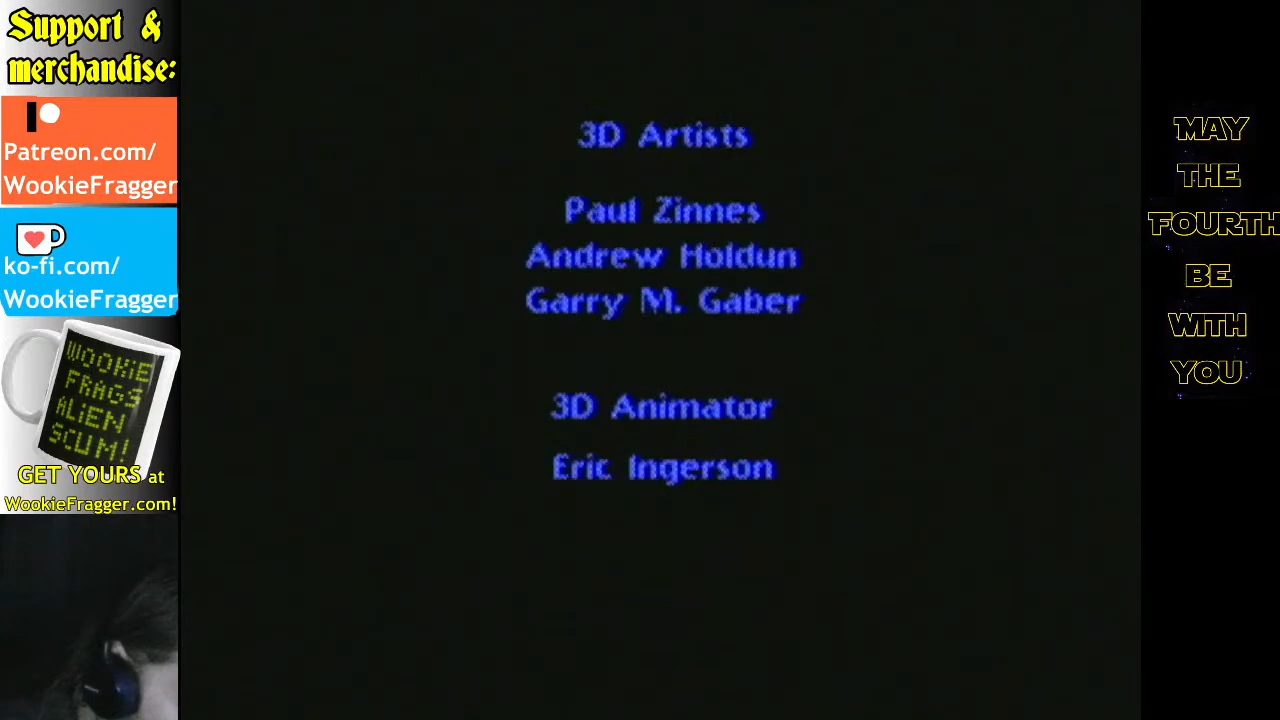 Support &
merchandise:
Patreon.com/
WookieFragger
ko-fi.com/
WookieFragger
WOOKiE
FRAGS
ALiEN
SCUM!
GET YOURS at
WookieFragger.com!
3D Artists
Paul Zinnes
Andrew Holdun
Garry M. Gaber
3D Animator
Eric Ingerson
MAY
THE
FOURTH
BE
WITH
YOU